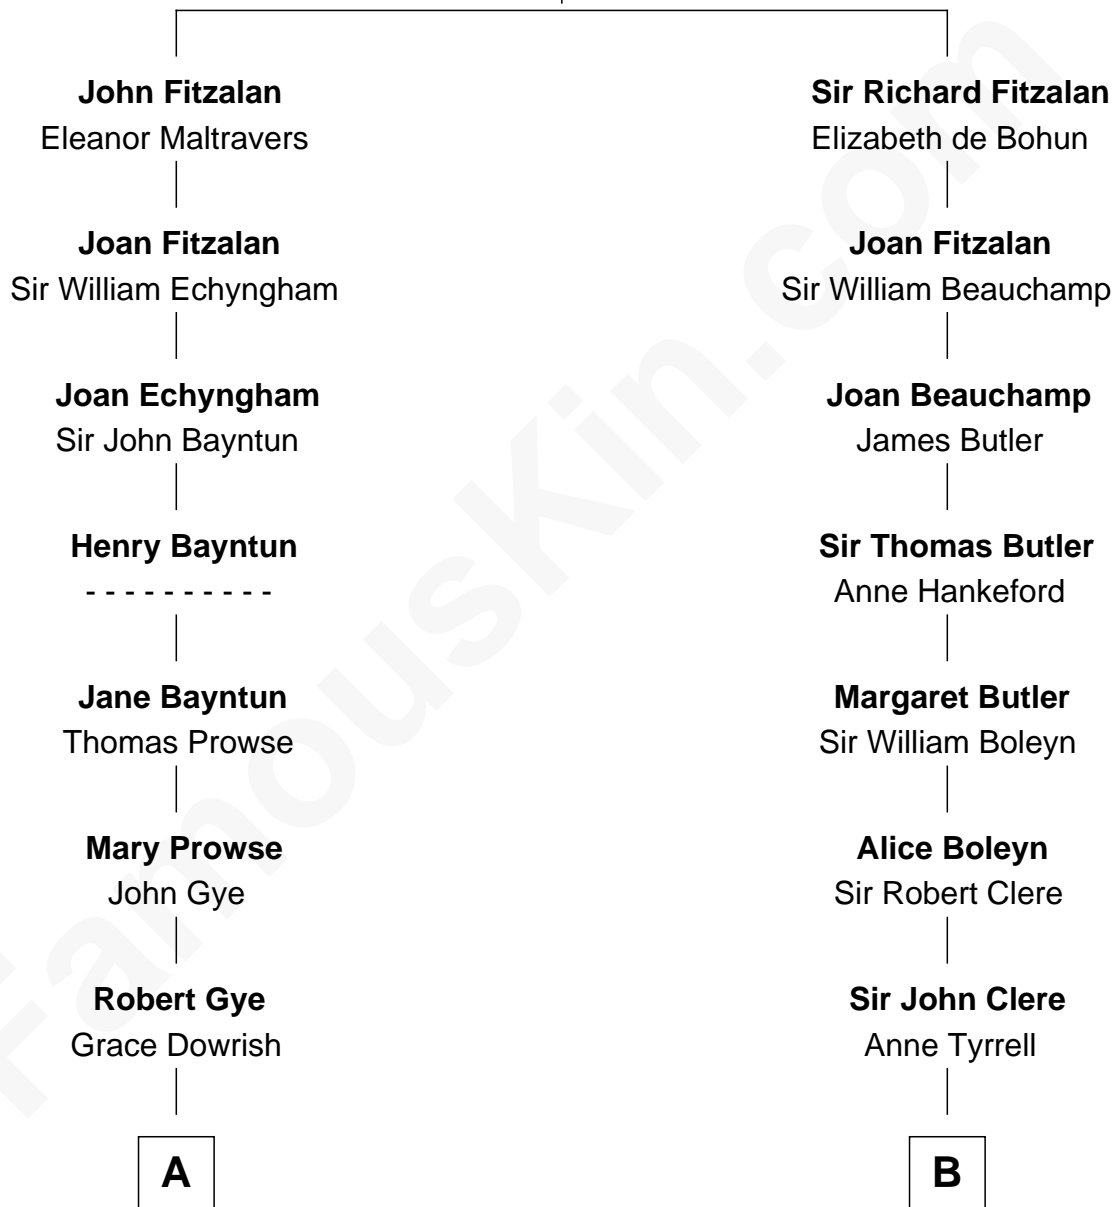 John Fitzalan
Eleanor Maltravers
Joan Fitzalan
Sir William Echyngham
Joan Echyngham
Sir John Bayntun
Henry Bayntun
- - - - - - - - - -
Jane Bayntun
Thomas Prowse
Mary Prowse
John Gye
Robert Gye
Grace Dowrish
A
Sir Richard Fitzalan
Elizabeth de Bohun
Joan Fitzalan
Sir William Beauchamp
Joan Beauchamp
James Butler
Sir Thomas Butler
Anne Hankeford
Margaret Butler
Sir William Boleyn
Alice Boleyn
Sir Robert Clere
Sir John Clere
Anne Tyrrell
B
FamousKin.com